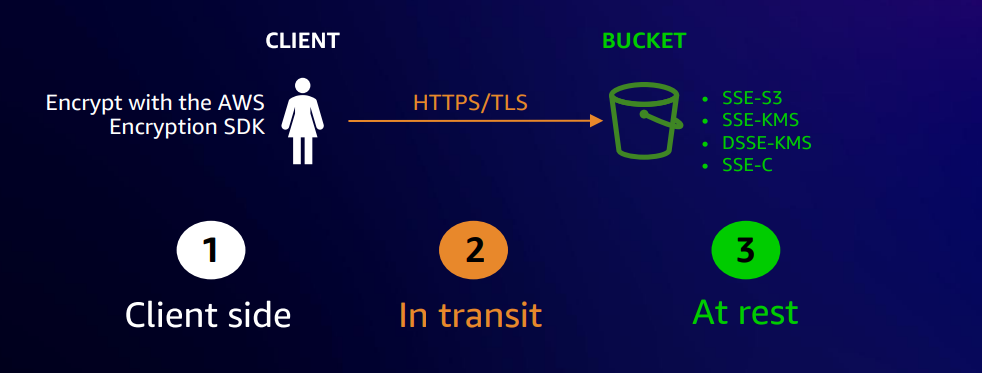 CLIENT
BUCKET
Encrypt with the AWS
Encryption SDK
HTTPS/TLS
• SSE-S3
• SSE-KMS
• DSSE-KMS
• SSE-C
1
2
3
Client side
In transit
At rest